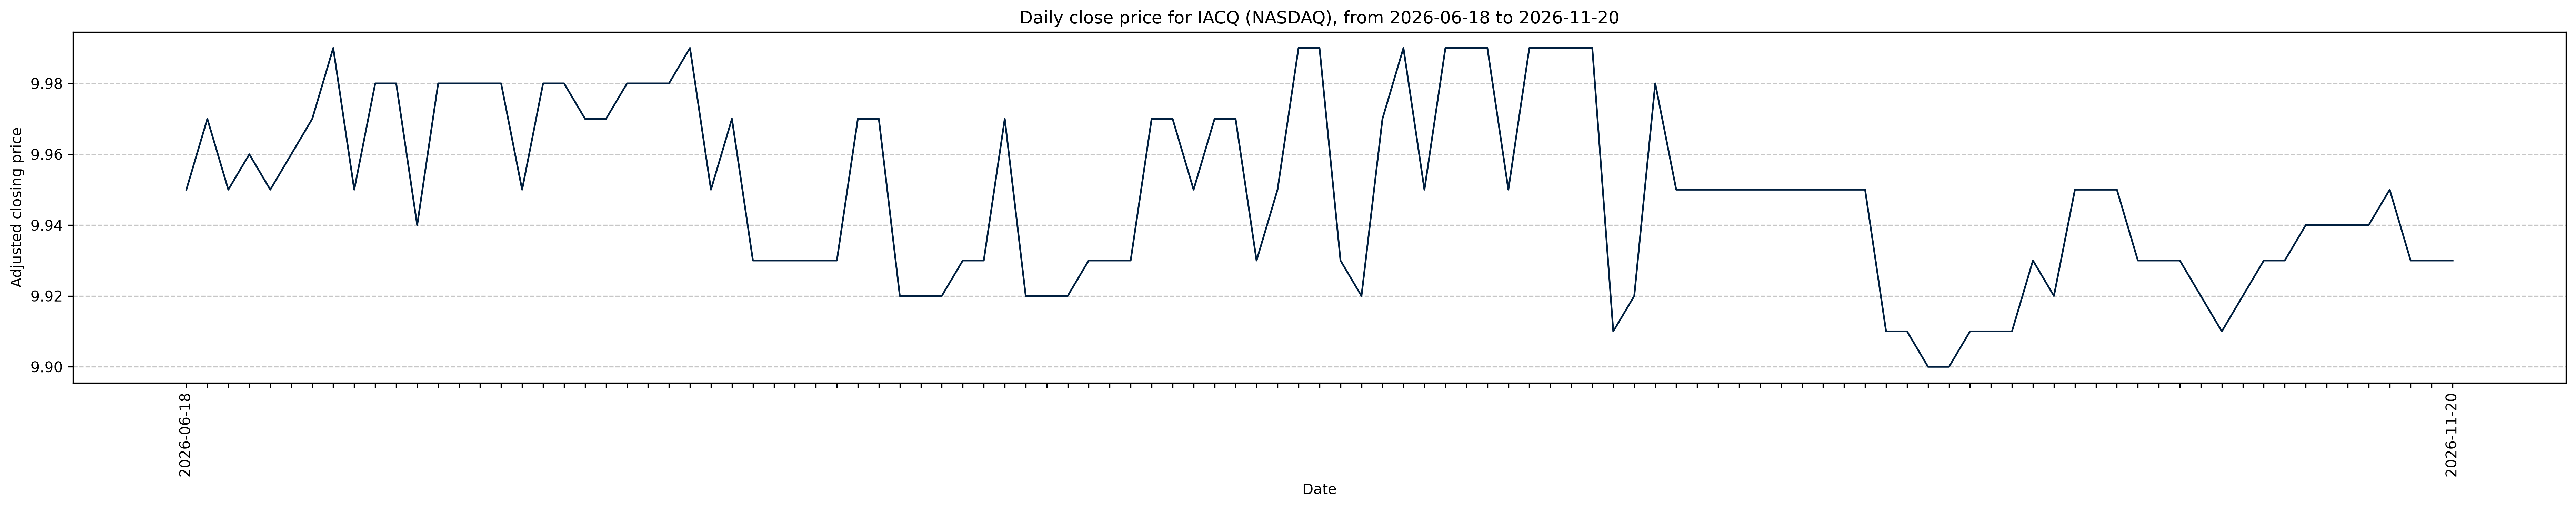 Daily close price for IACQ (NASDAQ), from 2026-06-18 to 2026-11-20
Adjusted closing price
9.98
9.96
9.94
9.92
9.90
2026-06-18
2026-11-20
Date